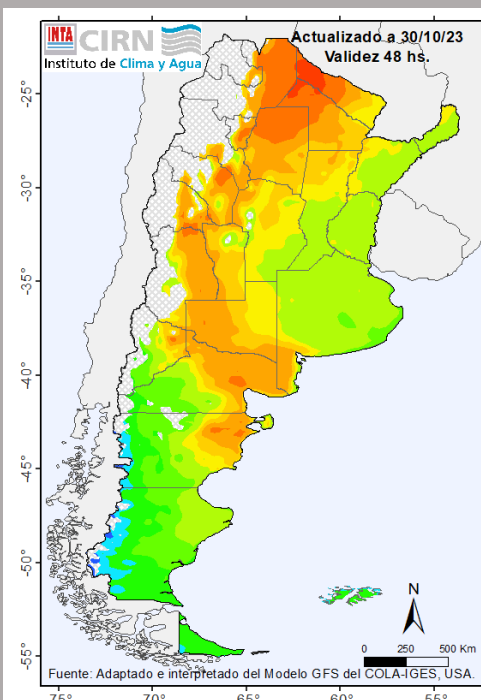 INTA CIRN
Instituto de Clima y Agua
Actualizado a 30/10/23
Validez 48 hs.
-25°
-30°
-35°
-40°
-45°
-50°
-55°
N
0 250 500 Km
Fuente: Adaptado e interpretado del Modelo GFS del COLA-IGES, USA.
75° 70° 65° 60° 55°